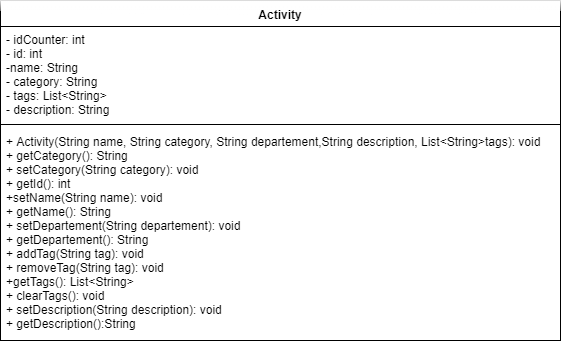 Activity
- idCounter: int
- id: int
-name: String
- category: String
- tags: List<String>
- description: String
+ Activity(String name, String category, String departement,String description, List<String>tags): void
+ getCategory(): String
+ setCategory(String category): void
+ getId(): int
+setName(String name): void
+ getName(): String
+ setDepartement(String departement): void
+ getDepartement(): String
+ addTag(String tag): void
+ removeTag(String tag): void
+getTags(): List<String>
+ clearTags(): void
+ setDescription(String description): void
+ getDescription():String